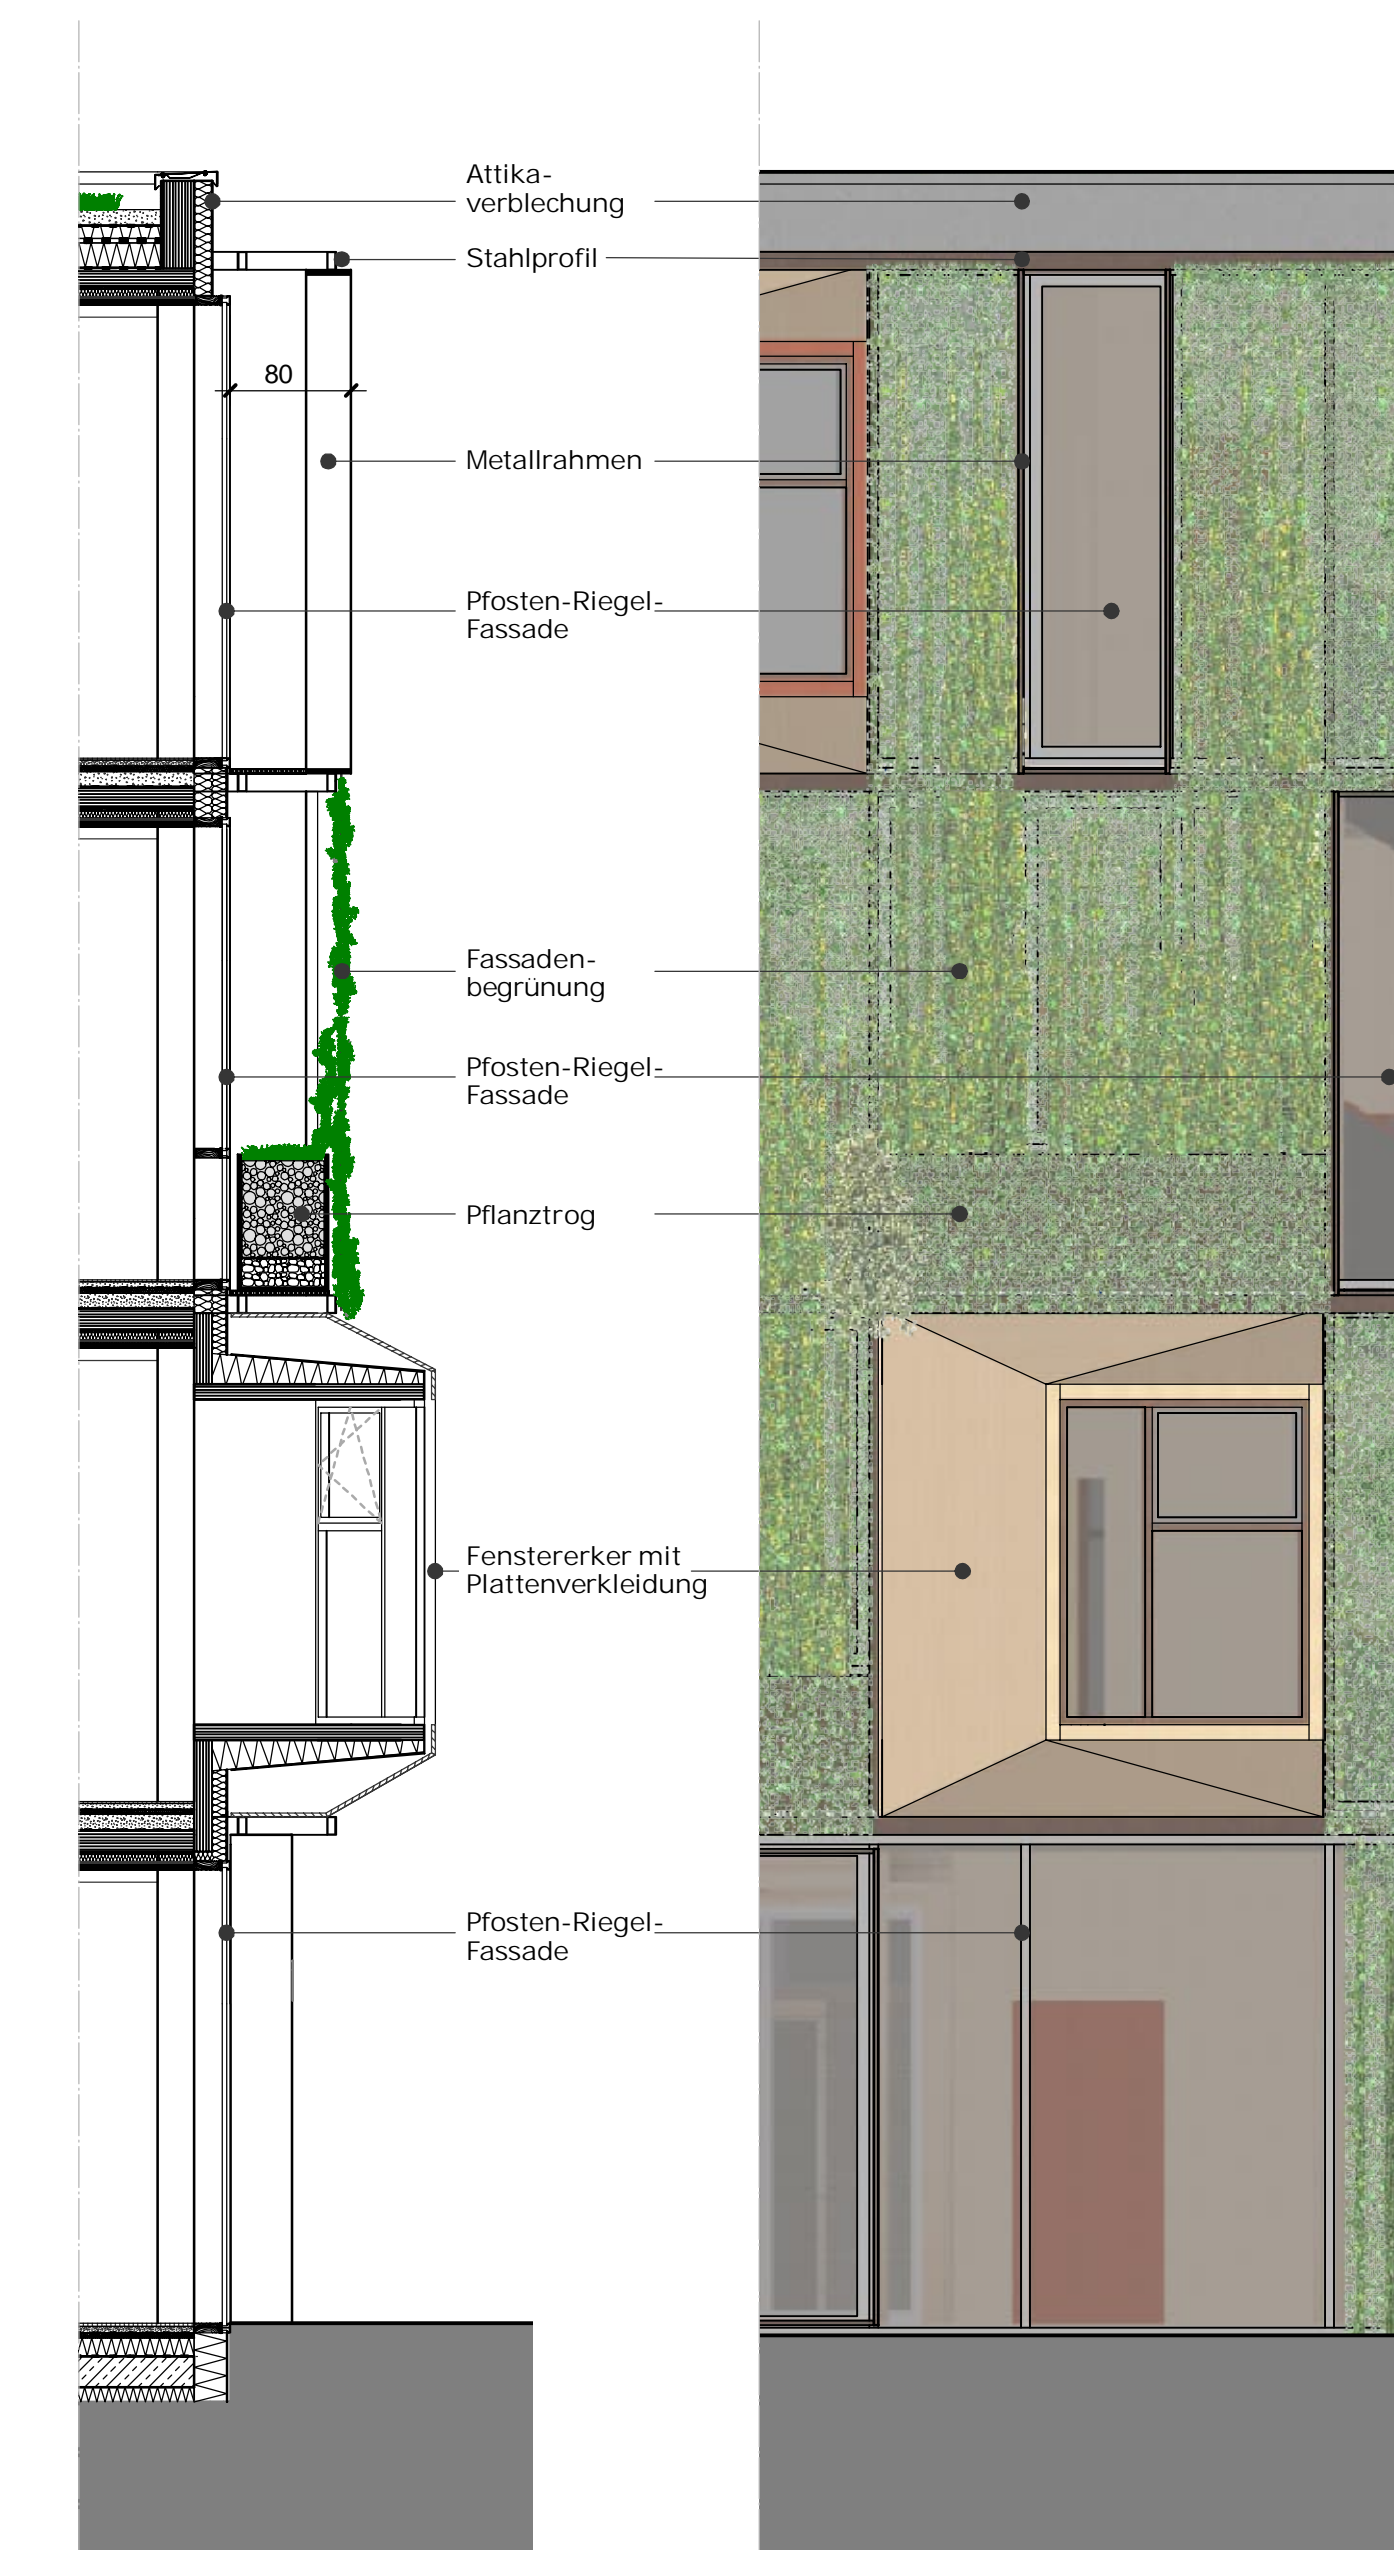 Attika-
verblechung
Stahlprofil
80
Metallrahmen
Pfosten-Riegel-
Fassade
Fassaden-
begrünung
Pfosten-Riegel-
Fassade
Pflanztrog
Fenstererker mit
Plattenverkleidung
Pfosten-Riegel-
Fassade